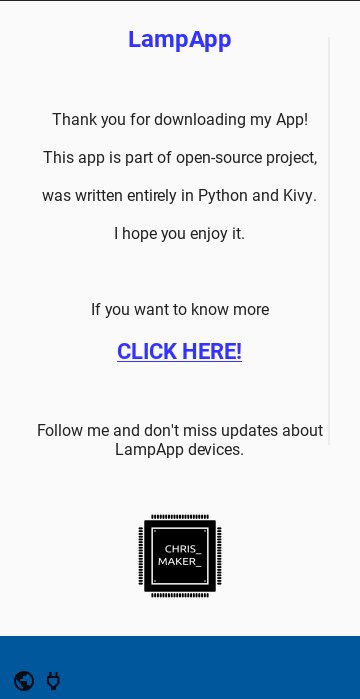 LampApp
Thank you for downloading my App!
This app is part of open-source project,
was written entirely in Python and Kivy.
I hope you enjoy it.
If you want to know more
CLICK HERE!
Follow me and don't miss updates about
LampApp devices.
CHRIS_
MAKER_